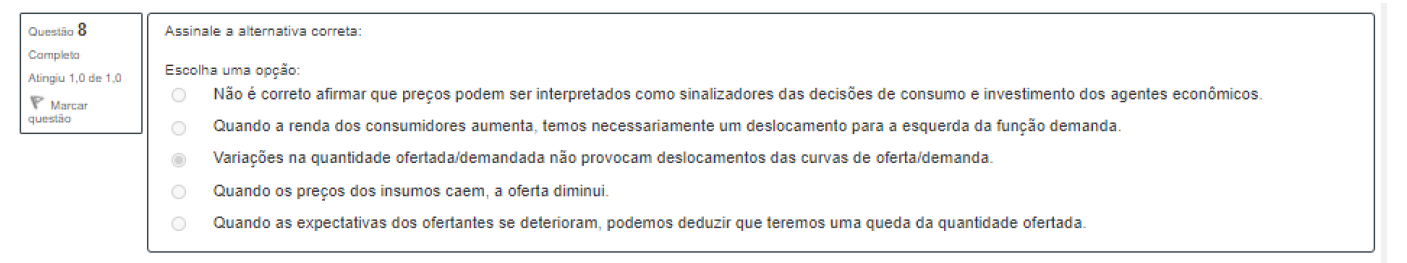 Questão 8
Completo
Atingiu 1,0 de 1,0
Marcar
questão
Assinale a alternativa correta:
Escolha uma opção:
Não é correto afirmar que preços podem ser interpretados como sinalizadores das decisões de consumo e investimento dos agentes econômicos.
Quando a renda dos consumidores aumenta, temos necessariamente um deslocamento para a esquerda da função demanda.
Variações na quantidade ofertada/demandada não provocam deslocamentos das curvas de oferta/demanda.
Quando os preços dos insumos caem, a oferta diminui.
Quando as expectativas dos ofertantes se deterioram, podemos deduzir que teremos uma queda da quantidade ofertada.